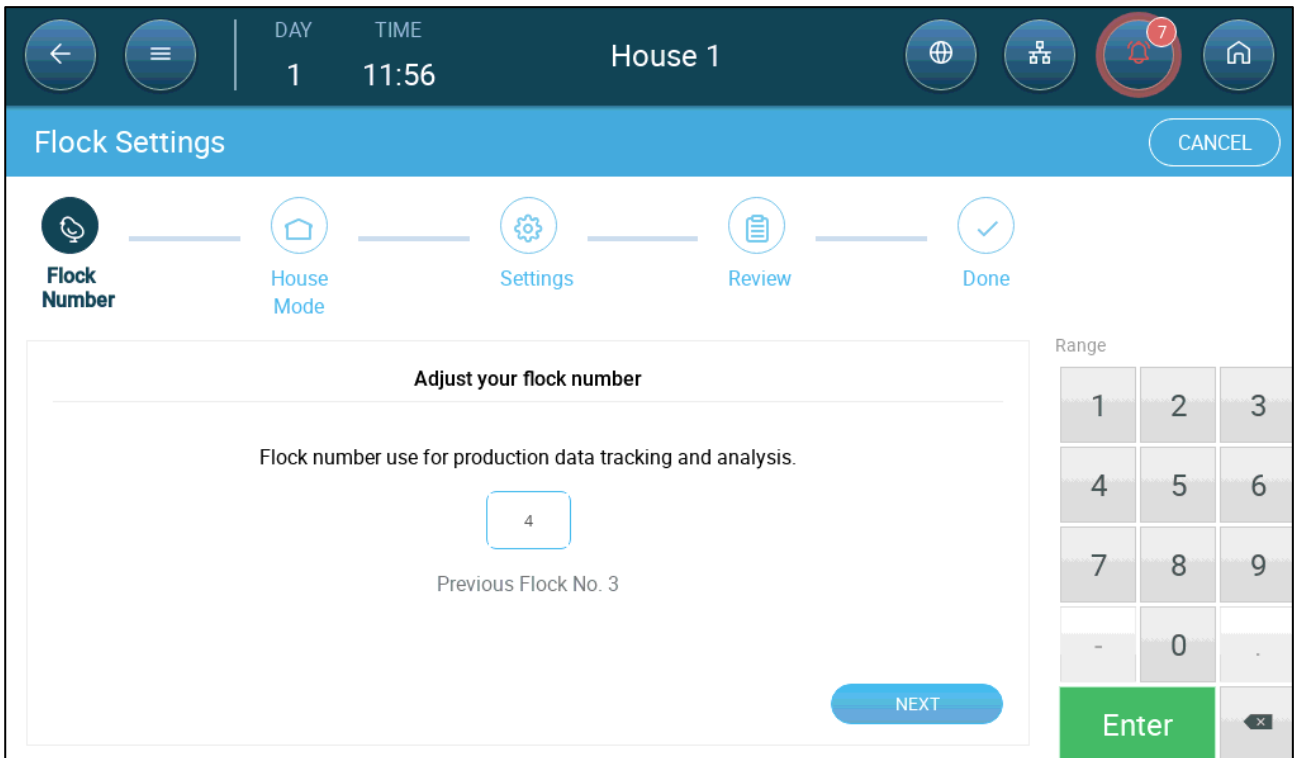 DAY TIME
1 11:56
House 1
7
Flock Settings
CANCEL
Flock
Number
House
Mode
Settings
Review
Done
Adjust your flock number
Flock number use for production data tracking and analysis.
4
Previous Flock No. 3
NEXT
Range
1 2 3
4 5 6
7 8 9
- 0 .
Enter